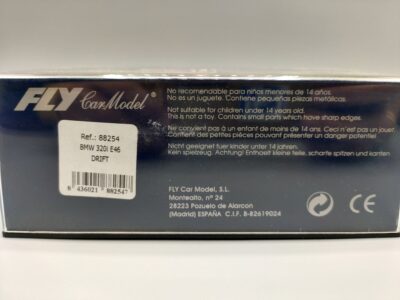 FLY Car Model
Ref.: 88254
BMW 320i E46
DRIFT
8 436021 882547
No recomendable para niños menores de 14 años.
No es un juguete. Contiene pequeñas piezas metálicas.
Not suitable for children under 14 years old.
This is not a toy. Contains small parts which have sharp edges.
Ne convient pas à un enfant de moins de 14 ans. Ceci n'est pas un jouet.
Contient des petites pièces pouvant présenter un danger potentiel
Nicht geeignet fuer kinder unter 14 Jahren.
Kein spielzeug. Achtung! Enthaelt kleine teile, scharfe spitzen und kanten
FLY Car Model, S.L.
Montealto, nº 24
28223 Pozuelo de Alarcon
(Madrid) ESPAÑA C.I.F. B-82619024
CE